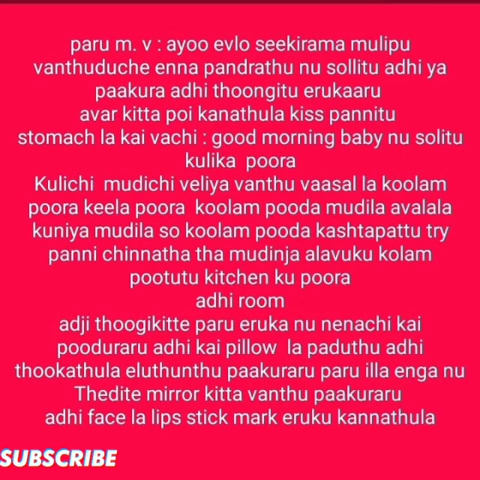 paru m. v : ayoo evlo seekirama mulipu
vanthuduche enna pandrathu nu sollitu adhi ya
paakura adhi thoongitu erukaaru
avar kitta poi kanathula kiss pannitu
stomach la kai vachi : good morning baby nu solitu
kulika poora
Kulichi mudichi veliya vanthu vaasal la koolam
poora keela poora koolam pooda mudila avalala
kuniya mudila so koolam pooda kashtapattu try
panni chinnatha tha mudinja alavuku kolam
pootutu kitchen ku poora
adhi room
adji thoogikitte paru eruka nu nenachi kai
pooduraru adhi kai pillow la paduthu adhi
thookathula eluthunthu paakuraru paru illa enga nu
Thedite mirror kitta vanthu paakuraru
adhi face la lips stick mark eruku kannathula
SUBSCRIBE